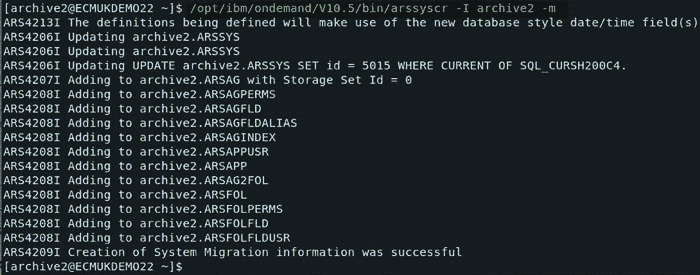 [archive2@ECMUKDEMO22 ~]$ /opt/ibm/ondemand/V10.5/bin/arssyscr -I archive2 -m
ARS4213I The definitions being defined will make use of the new database style date/time field(s)
ARS4206I Updating archive2.ARSSYS
ARS4206I Updating archive2.ARSSYS
ARS4206I Updating UPDATE archive2.ARSSYS SET id = 5015 WHERE CURRENT OF SQL_CURSH200C4.
ARS4207I Adding to archive2.ARSAG with Storage Set Id = 0
ARS4208I Adding to archive2.ARSAGPERMS
ARS4208I Adding to archive2.ARSAGFLD
ARS4208I Adding to archive2.ARSAGFLDALIAS
ARS4208I Adding to archive2.ARSAGINDEX
ARS4208I Adding to archive2.ARSAPPUSR
ARS4208I Adding to archive2.ARSAPP
ARS4208I Adding to archive2.ARSAG2FOL
ARS4208I Adding to archive2.ARSFOL
ARS4208I Adding to archive2.ARSFOLPERMS
ARS4208I Adding to archive2.ARSFOLFLD
ARS4208I Adding to archive2.ARSFOLFLDUSR
ARS4209I Creation of System Migration information was successful
[archive2@ECMUKDEMO22 ~]$